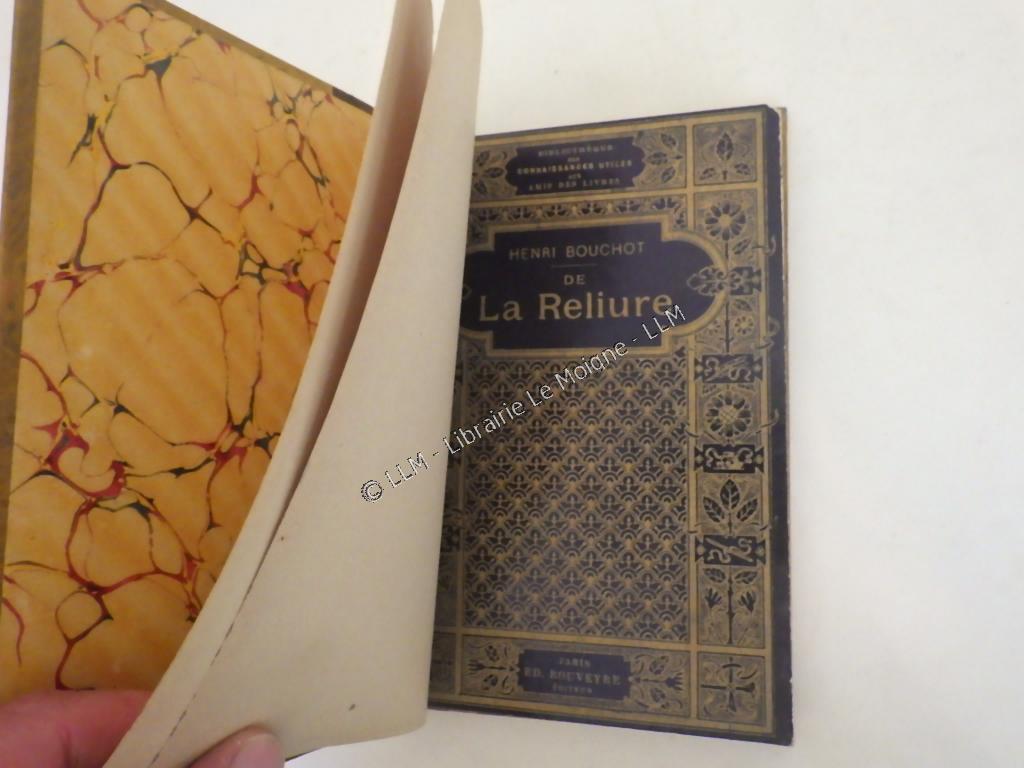 BIBLIOTHÈQUE
DES
CONNAISSANCES UTILES
AUX
AMIS DES LIVRES
HENRI BOUCHOT
DE
La Reliure
© LLM - Librairie Le Moigne - LLM
PARIS
ED. ROUVEYRE
ÉDITEUR